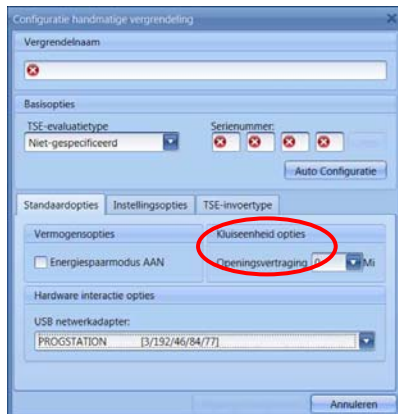 Configuratie handmatige vergrendeling
Vergrendelnaam
Basisopties
TSE-evaluatietype
Serienummer:
Niet-gespecificeerd
Auto Configuratie
Standaardopties Instellingsopties TSE-invoertype
Vermogensopties
Kluiseenheid opties
Energiespaarmodus AAN
Openingsvertraging 0 Mi
Hardware interactie opties
USB netwerkadapter:
PROGSTATION [3/192/46/84/77]
Annuleren